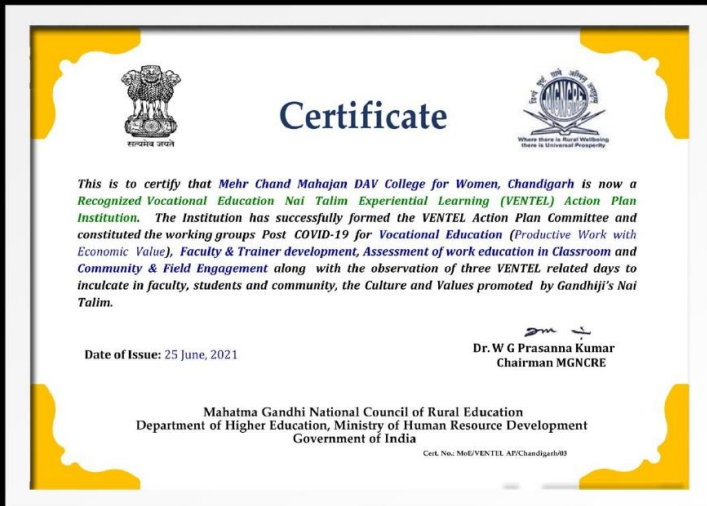 सत्यमेव जयते
Certificate
MGNCRE
Where there is Rural Wellbeing
there is Universal Prosperity
This is to certify that Mehr Chand Mahajan DAV College for Women, Chandigarh is now a
Recognized Vocational Education Nai Talim Experiential Learning (VENTEL) Action Plan
Institution. The Institution has successfully formed the VENTEL Action Plan Committee and
constituted the working groups Post COVID-19 for Vocational Education (Productive Work with
Economic Value), Faculty & Trainer development, Assessment of work education in Classroom and
Community & Field Engagement along with the observation of three VENTEL related days to
inculcate in faculty, students and community, the Culture and Values promoted by Gandhiji's Nai
Talim.
Date of Issue: 25 June, 2021
Dr. W G Prasanna Kumar
Chairman MGNCRE
Mahatma Gandhi National Council of Rural Education
Department of Higher Education, Ministry of Human Resource Development
Government of India
Cert. No.: MoE/VENTEL AP/Chandigarh/03